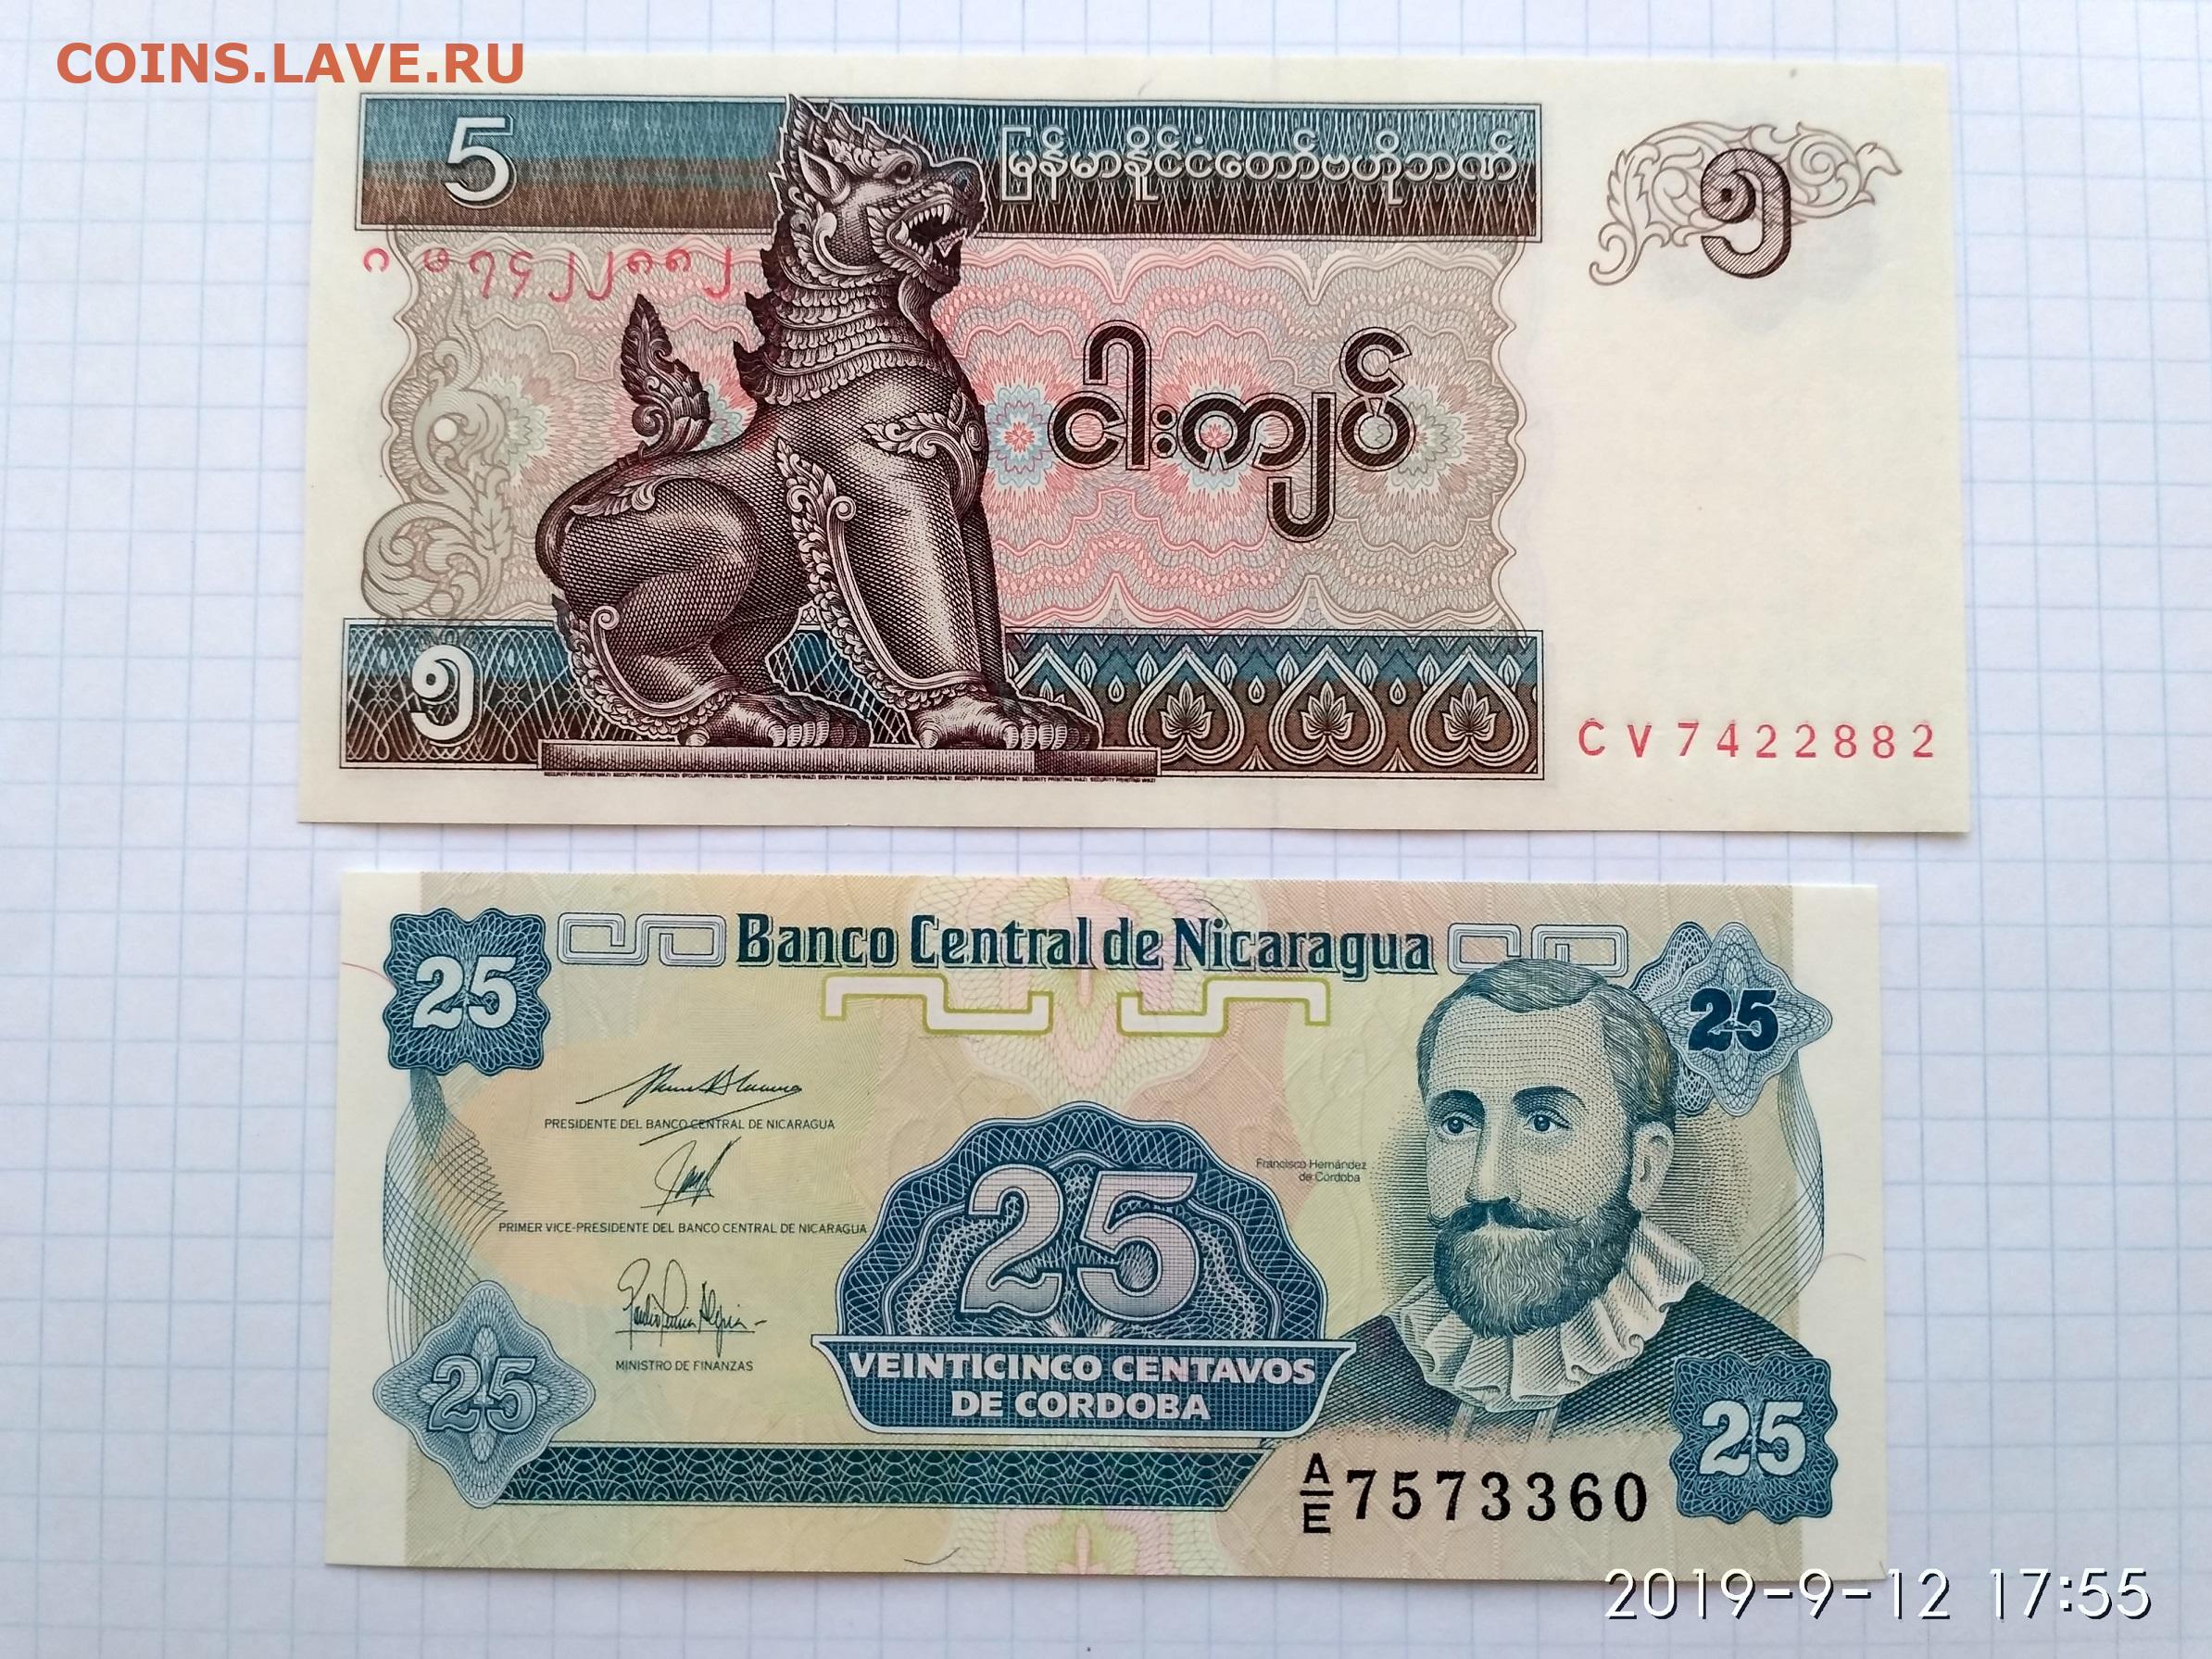 COINS.LAVE.RU
5
မြန်မာနိုင်ငံတော်ဗဟိုဘဏ်
၅
ငါးကျပ်
၅
CV7422882
Banco Central de Nicaragua
25
25
PRESIDENTE DEL BANCO CENTRAL DE NICARAGUA
Francisco Hernández
de Córdoba
25
PRIMER VICE-PRESIDENTE DEL BANCO CENTRAL DE NICARAGUA
MINISTRO DE FINANZAS
VEINTICINCO CENTAVOS
DE CORDOBA
25
25
A/E 7573360
2019-9-12 17:55